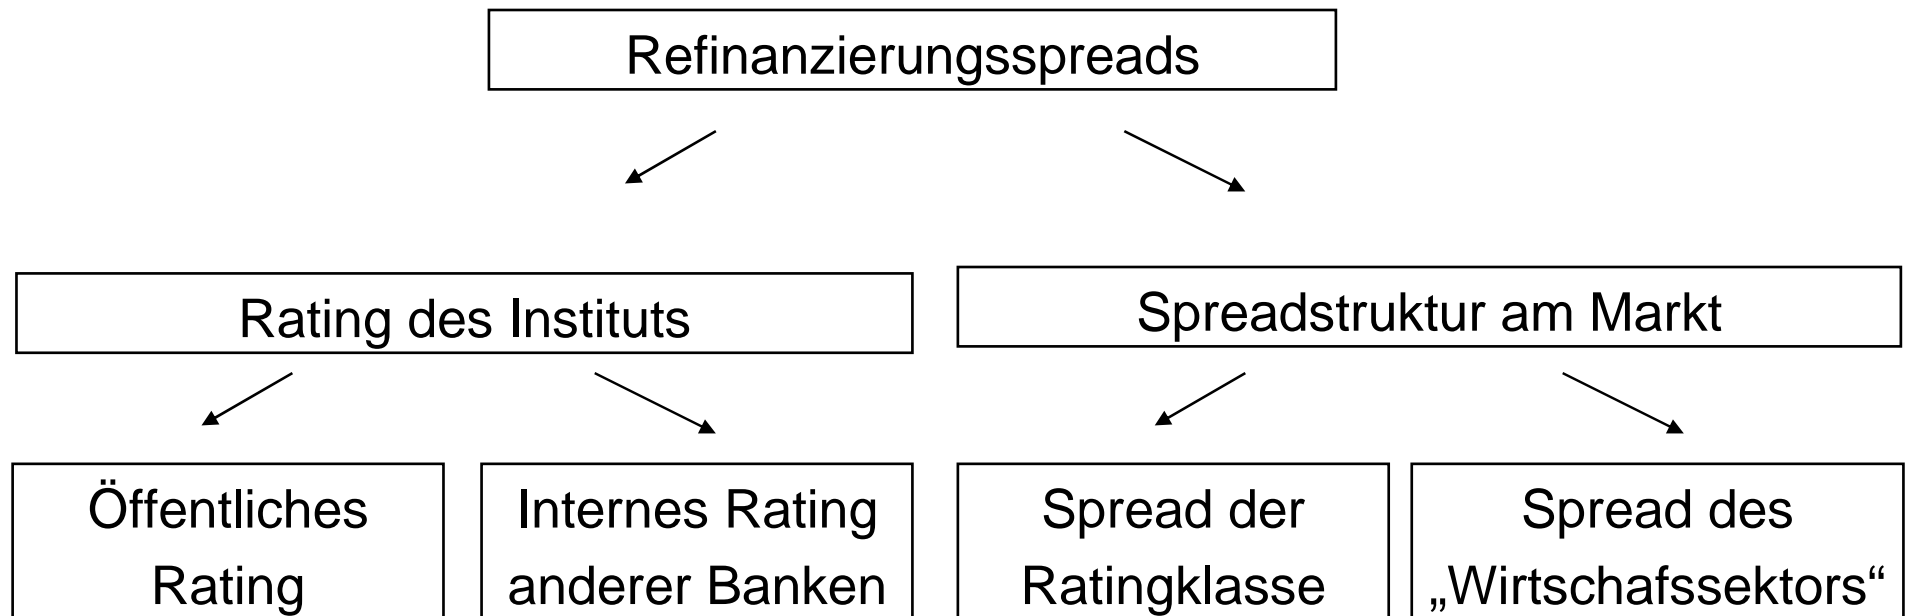 Refinanzierungsspreads
Rating des Instituts
Spreadstruktur am Markt
Öffentliches
Rating
Internes Rating
anderer Banken
Spread der
Ratingklasse
Spread des
„Wirtschafssektors“